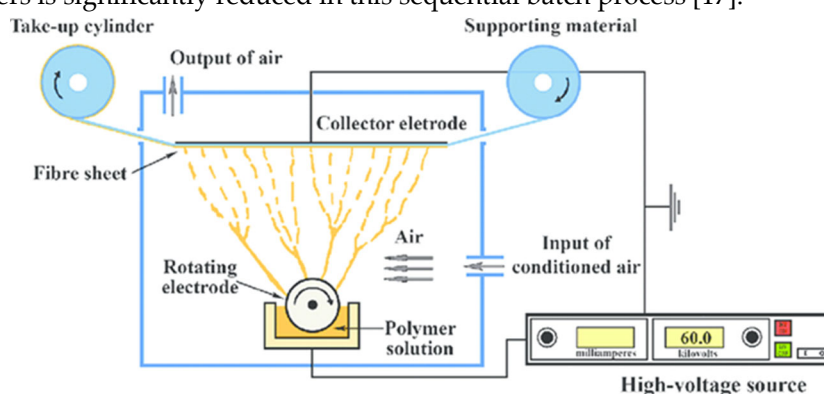 ers is significantly reduced in this sequential batch process [17].
Take-up cylinder
Supporting material
Output of air
Collector eletrode
Fibre sheet
Air
Input of
conditioned air
Rotating
electrode
Polymer
solution
60.0
milliamperes
kilovolts
High-voltage source